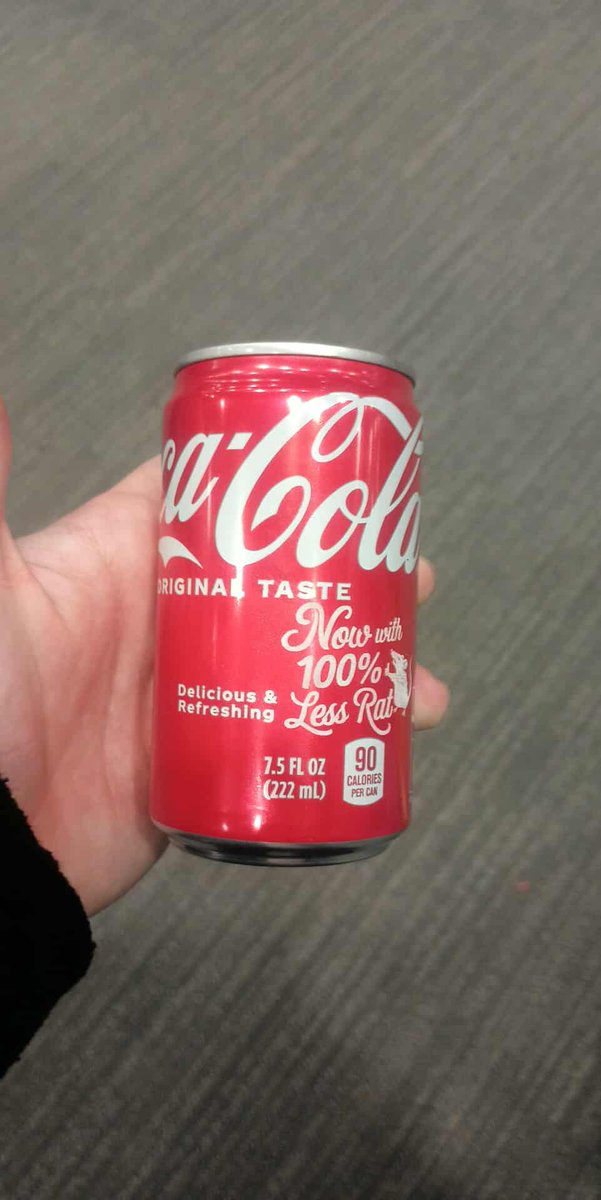 ca-Cola
ORIGINAL TASTE
Now with
100%
Less Rat
Delicious &
Refreshing
7.5 FL OZ
(222 mL)
90
CALORIES
PER CAN